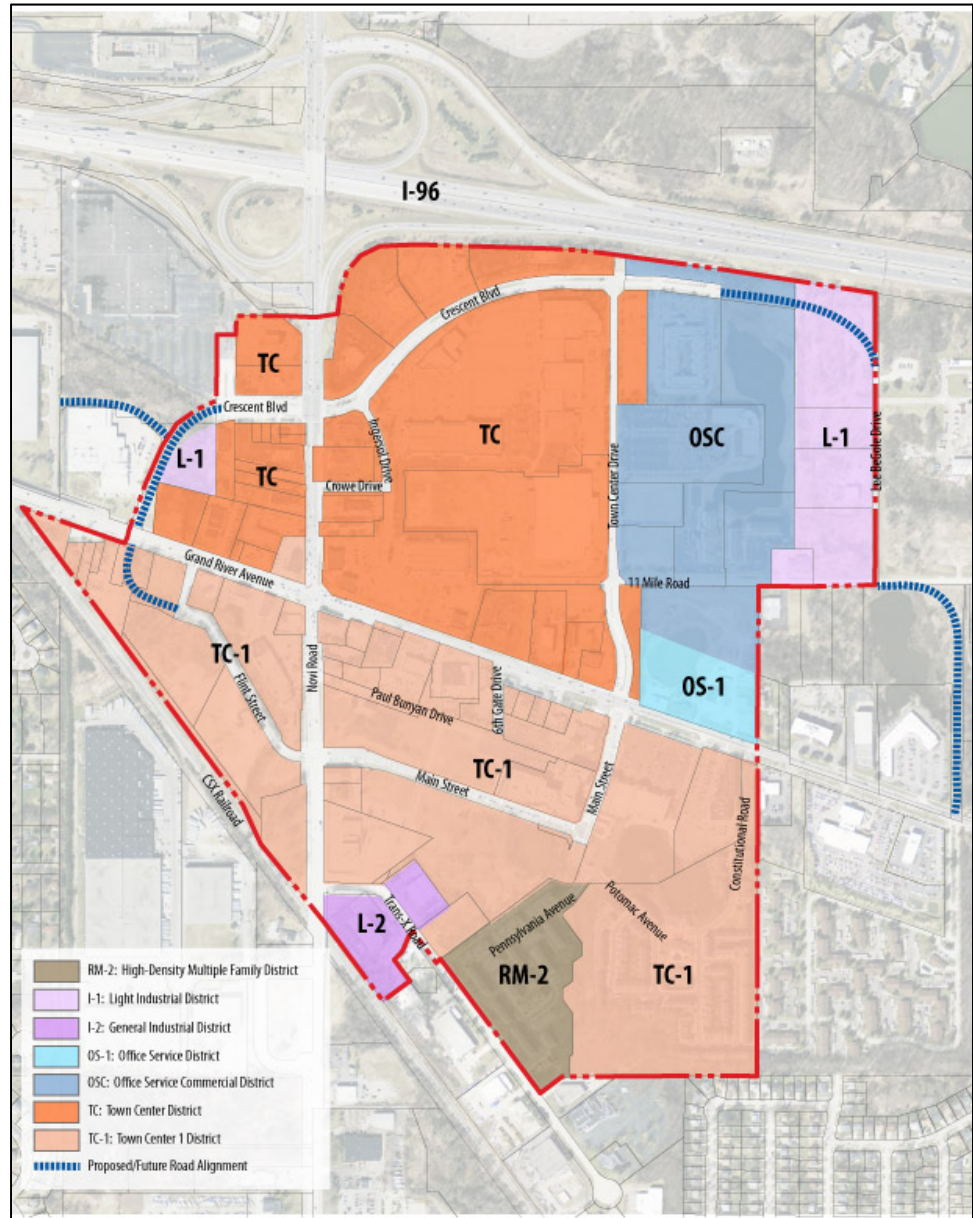 I-96
Crescent Blvd
TC
Crescent Blvd
Ingersol Drive
TC
OSC
L-1
L-1
TC
Crowe Drive
Town Center Drive
Lee BeGole Drive
Grand River Avenue
11 Mile Road
TC-1
Novi Road
Flint Street
Paul Bunyan Drive
6th Gate Drive
OS-1
TC-1
Main Street
Main Street
CSX Railroad
Constitutional Road
L-2
Trans-X Road
Pennsylvania Avenue
Potomac Avenue
RM-2
TC-1
RM-2: High-Density Multiple Family District
I-1: Light Industrial District
I-2: General Industrial District
OS-1: Office Service District
OSC: Office Service Commercial District
TC: Town Center District
TC-1: Town Center 1 District
Proposed/Future Road Alignment